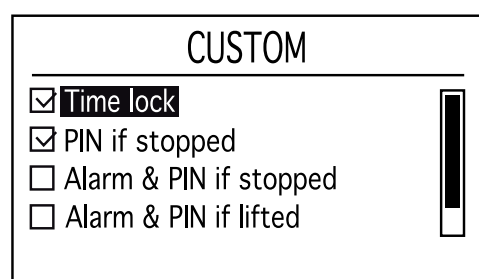 CUSTOM
Time lock
PIN if stopped
Alarm & PIN if stopped
Alarm & PIN if lifted